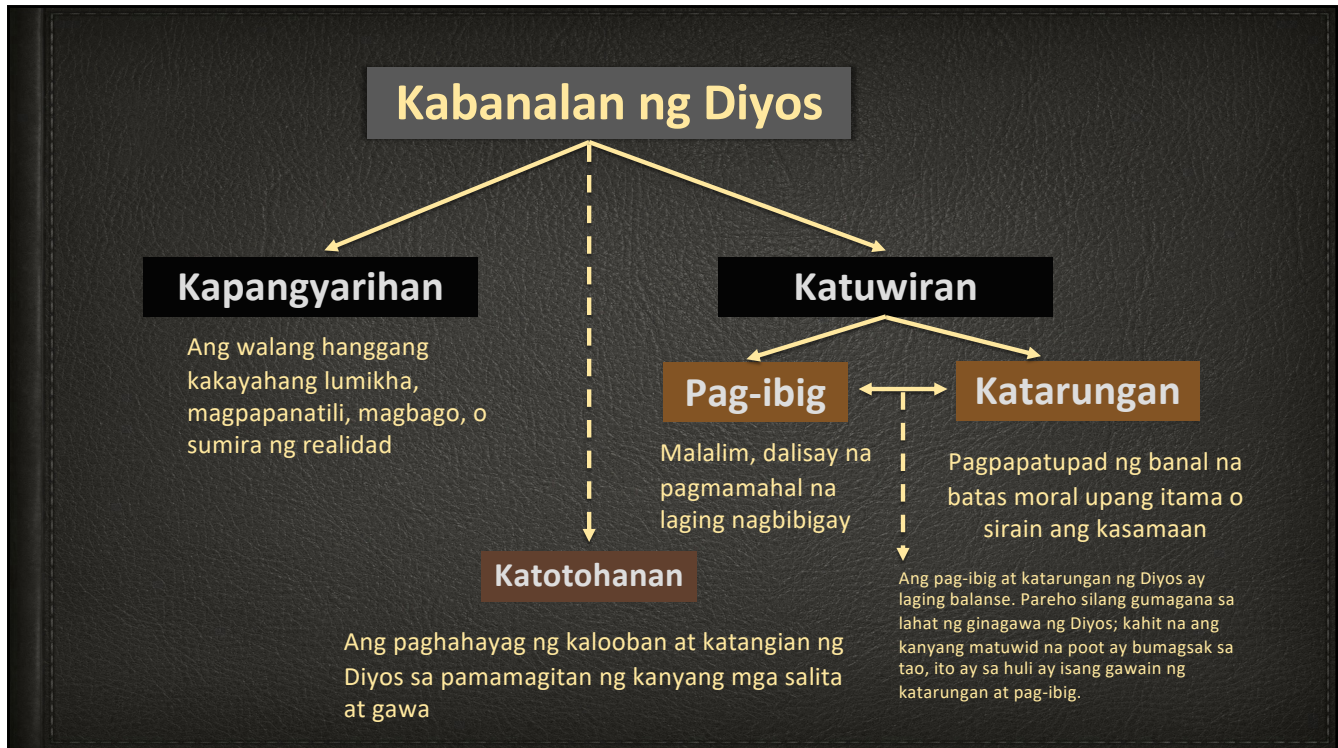 Kabanalan ng Diyos
Kapangyarihan
Ang walang hanggang
kakayahang lumikha,
magpapanatili, magbago, o
sumira ng realidad
Katuwiran
Pag-ibig
Malalim, dalisay na
pagmamahal na
laging nagbibigay
Katarungan
Pagpapatupad ng banal na
batas moral upang itama o
sirain ang kasamaan
Ang pag-ibig at katarungan ng Diyos ay
laging balanse. Pareho silang gumagana sa
lahat ng ginagawa ng Diyos; kahit na ang
kanyang matuwid na poot ay bumagsak sa
tao, ito ay sa huli ay isang gawain ng
katarungan at pag-ibig.
Katotohanan
Ang paghahayag ng kalooban at katangian ng
Diyos sa pamamagitan ng kanyang mga salita
at gawa